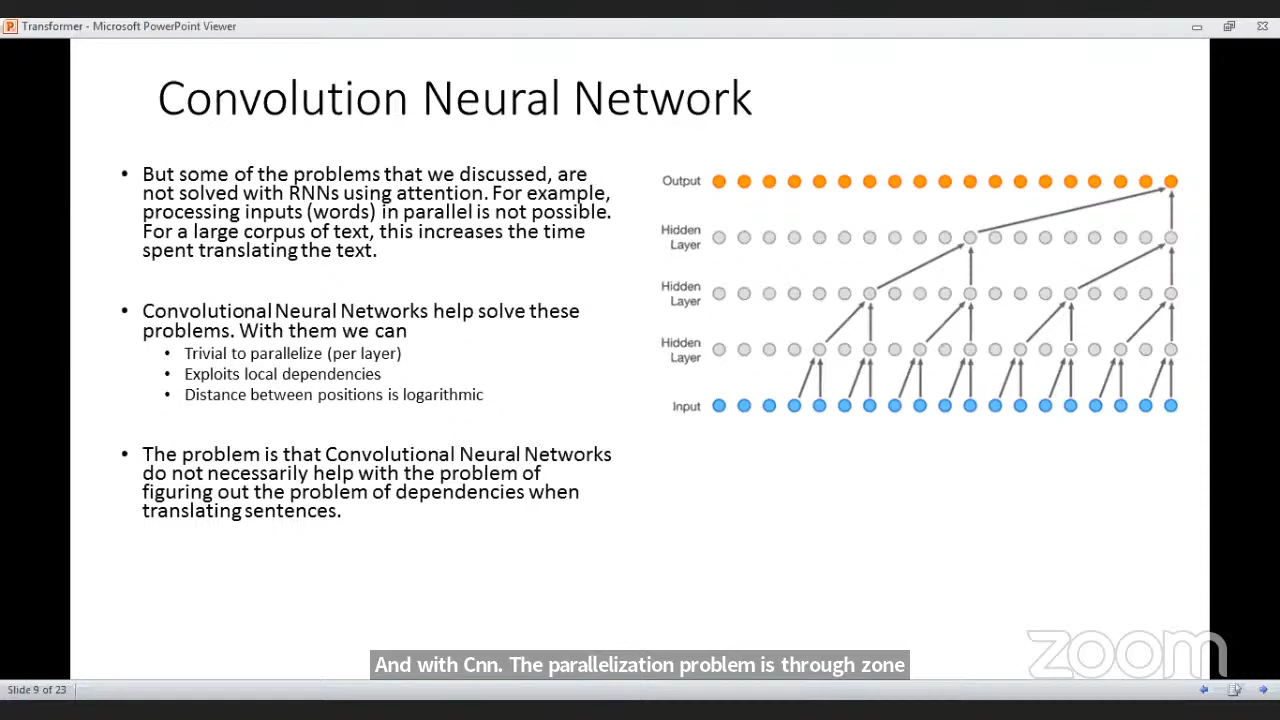 Transformer - Microsoft PowerPoint Viewer
Convolution Neural Network
• But some of the problems that we discussed, are
not solved with RNNs using attention. For example,
processing inputs (words) in parallel is not possible.
For a large corpus of text, this increases the time
spent translating the text.
• Convolutional Neural Networks help solve these
problems. With them we can
• Trivial to parallelize (per layer)
• Exploits local dependencies
• Distance between positions is logarithmic
• The problem is that Convolutional Neural Networks
do not necessarily help with the problem of
figuring out the problem of dependencies when
translating sentences.
Output
Hidden
Layer
Hidden
Layer
Hidden
Layer
Input
And with Cnn. The parallelization problem is through zone
zoom
Slide 9 of 23